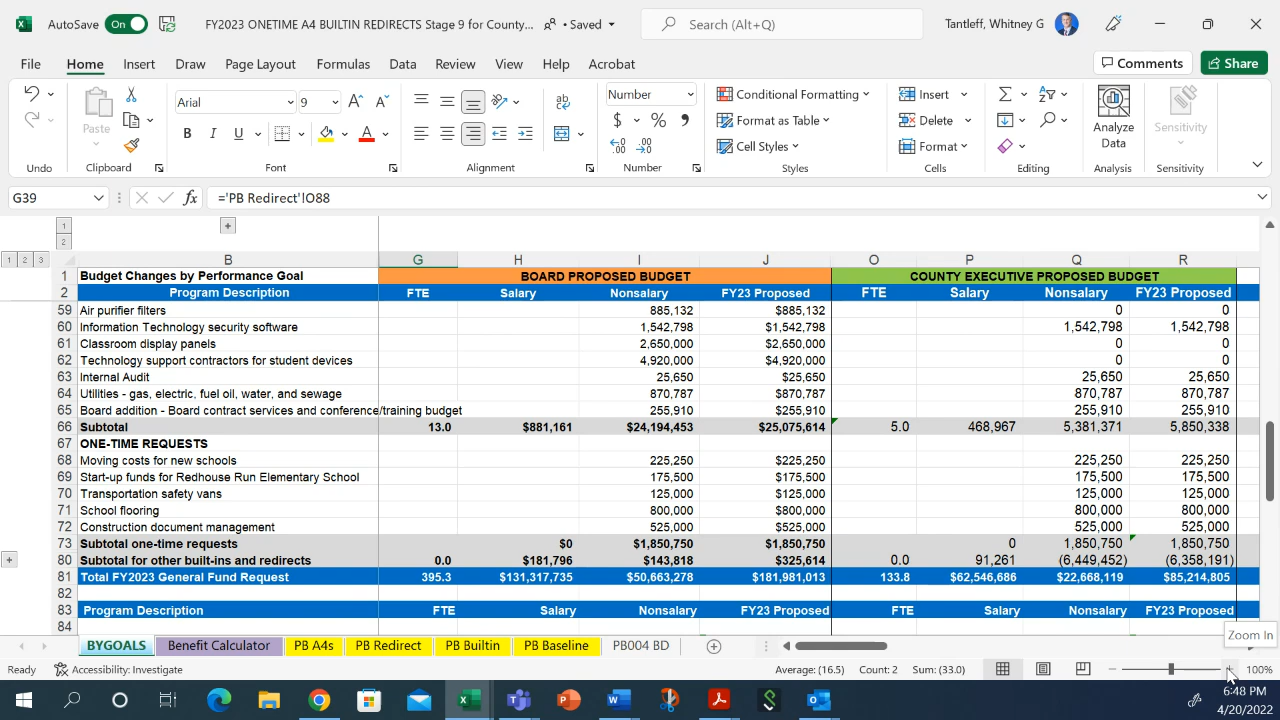 AutoSave On FY2023 ONETIME A4 BUILTIN REDIRECTS Stage 9 for County... • Saved Search (Alt+Q) Tantleff, Whitney G
File Home Insert Draw Page Layout Formulas Data Review View Help Acrobat Comments Share
Paste Arial 9 Number Conditional Formatting Insert Analyze Data Sensitivity
Format as Table Delete
Cell Styles Format
Undo Clipboard Font Alignment Number Styles Cells Editing Analysis Sensitivity
G39 fx ='PB Redirect'!O88
1
2
1 2 3 B G H I J O P Q R
1 Budget Changes by Performance Goal BOARD PROPOSED BUDGET COUNTY EXECUTIVE PROPOSED BUDGET
2 Program Description FTE Salary Nonsalary FY23 Proposed FTE Salary Nonsalary FY23 Proposed
59 Air purifier filters 885,132 $885,132 0 0
60 Information Technology security software 1,542,798 $1,542,798 1,542,798 1,542,798
61 Classroom display panels 2,650,000 $2,650,000 0 0
62 Technology support contractors for student devices 4,920,000 $4,920,000 0 0
63 Internal Audit 25,650 $25,650 25,650 25,650
64 Utilities - gas, electric, fuel oil, water, and sewage 870,787 $870,787 870,787 870,787
65 Board addition - Board contract services and conference/training budget 255,910 $255,910 255,910 255,910
66 Subtotal 13.0 $881,161 $24,194,453 $25,075,614 5.0 468,967 5,381,371 5,850,338
67 ONE-TIME REQUESTS
68 Moving costs for new schools 225,250 $225,250 225,250 225,250
69 Start-up funds for Redhouse Run Elementary School 175,500 $175,500 175,500 175,500
70 Transportation safety vans 125,000 $125,000 125,000 125,000
71 School flooring 800,000 $800,000 800,000 800,000
72 Construction document management 525,000 $525,000 525,000 525,000
73 Subtotal one-time requests $0 $1,850,750 $1,850,750 0 1,850,750 1,850,750
80 Subtotal for other built-ins and redirects 0.0 $181,796 $143,818 $325,614 0.0 91,261 (6,449,452) (6,358,191)
81 Total FY2023 General Fund Request 395.3 $131,317,735 $50,663,278 $181,981,013 133.8 $62,546,686 $22,668,119 $85,214,805
82
83 Program Description FTE Salary Nonsalary FY23 Proposed FTE Salary Nonsalary FY23 Proposed
84
Zoom In
BYGOALS Benefit Calculator PB A4s PB Redirect PB Builtin PB Baseline PB004 BD
Ready Accessibility: Investigate Average: (16.5) Count: 2 Sum: (33.0) 100%
6:48 PM
4/20/2022